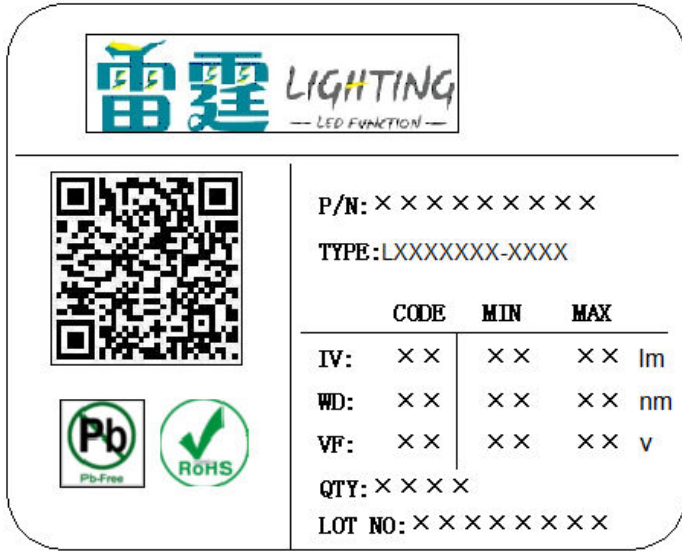 雷霆 LIGHTING
— LED FUNCTION —
P/N: ×××××××××
TYPE:LXXXXXXX-XXXX
CODE MIN MAX
IV: ×× ×× ×× lm
WD: ×× ×× ×× nm
VF: ×× ×× ×× v
Pb
Pb-Free
RoHS
QTY: ××××
LOT NO: ××××××××